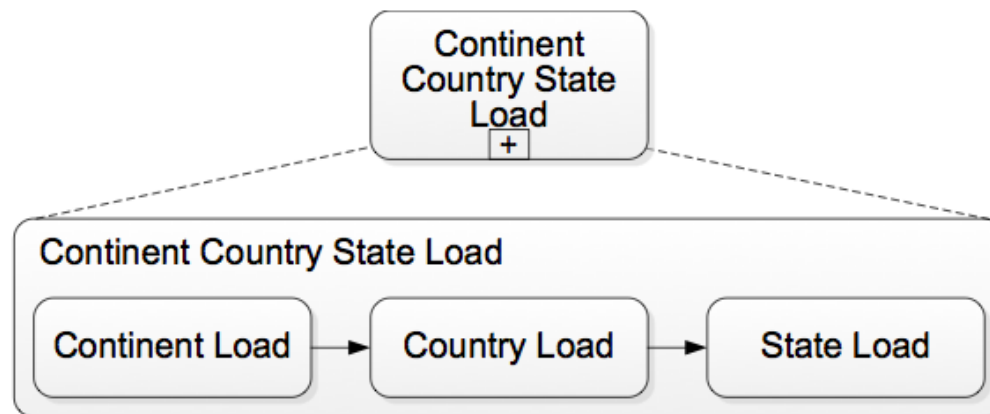 Continent
Country State
Load
+
Continent Country State Load
Continent Load
Country Load
State Load